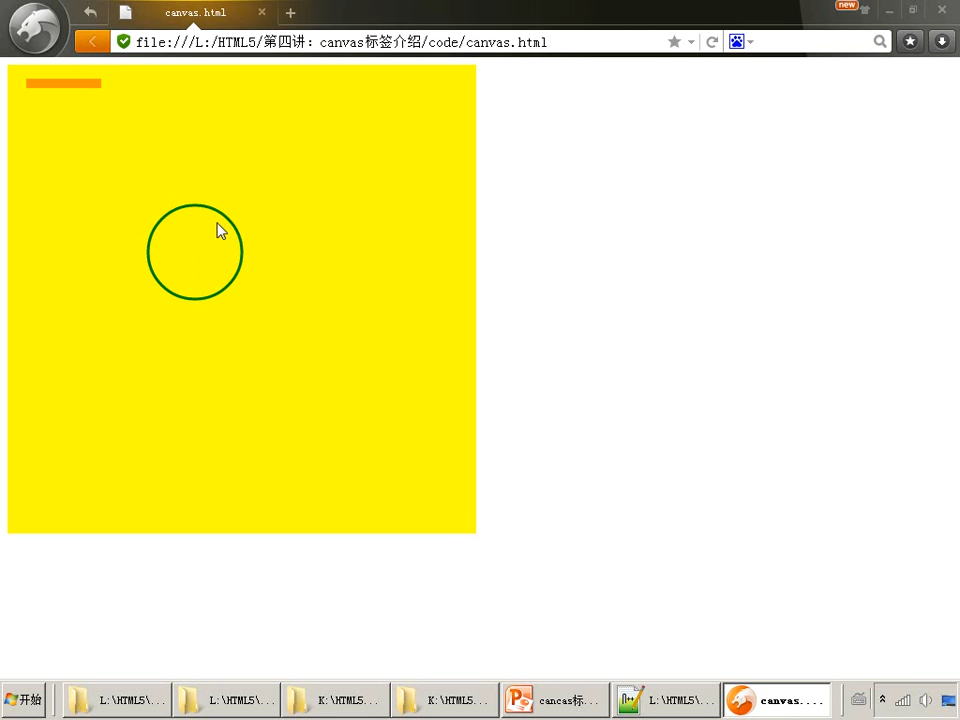 canvas.html
new
file:///L:/HTML5/第四讲：canvas标签介绍/code/canvas.html
开始
L:\HTML5\...
L:\HTML5\...
K:\HTML5...
K:\HTML5...
cancas标...
L:\HTML5\...
canvas....